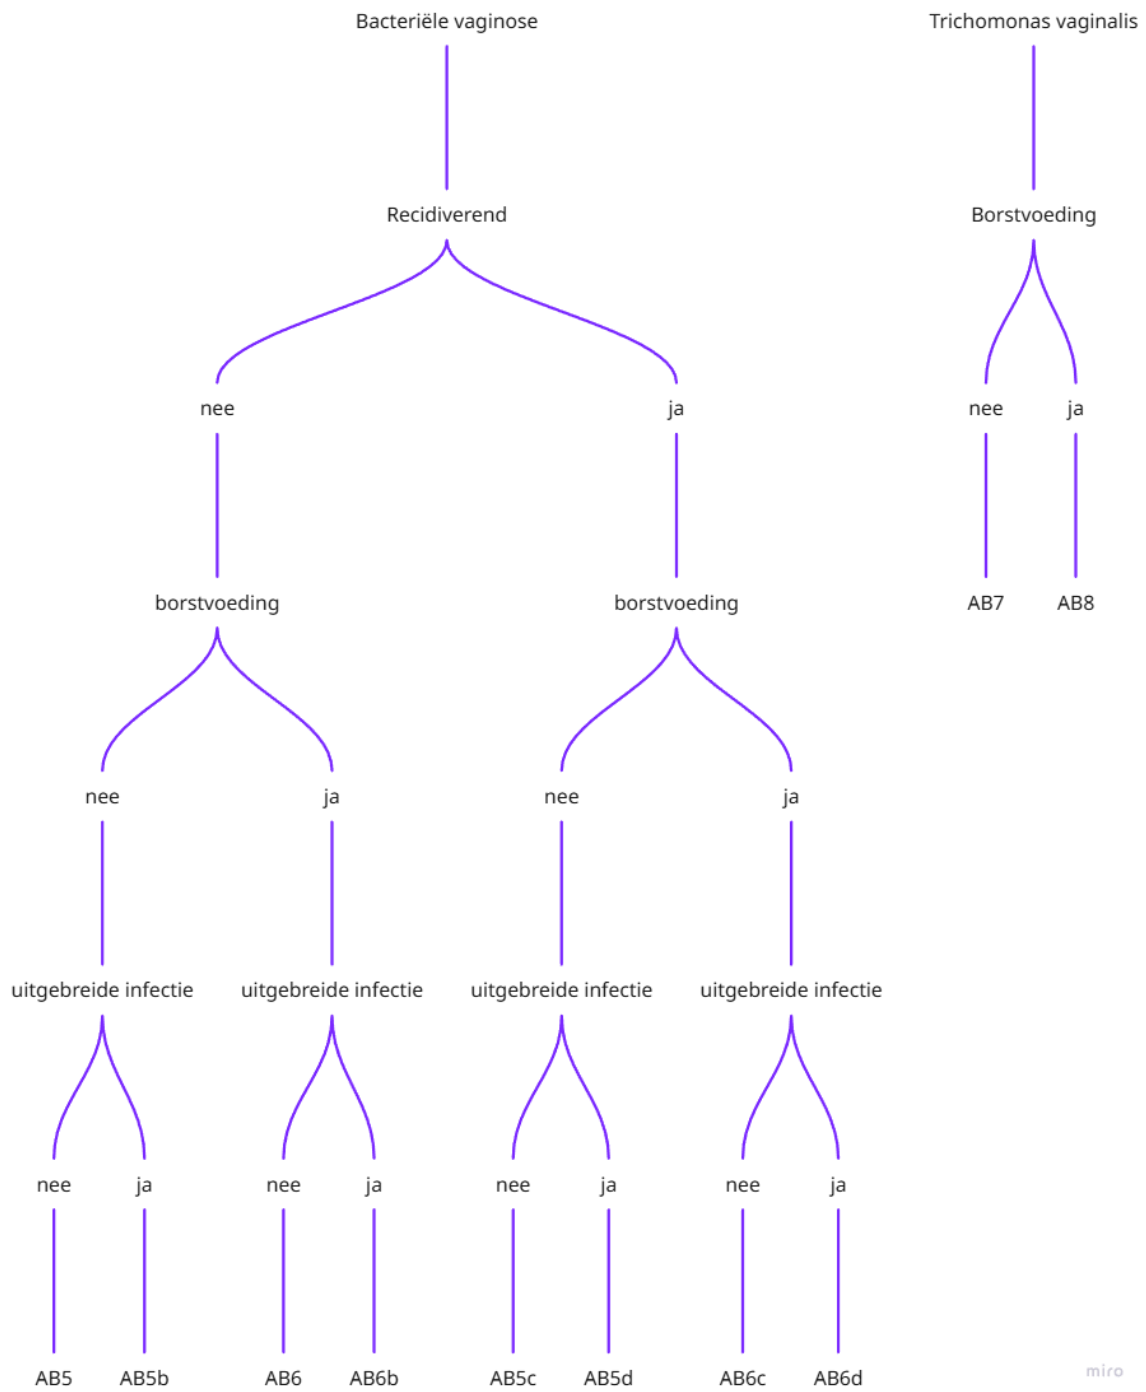 Bacteriële vaginose
Trichomonas vaginalis
Recidiverend
Borstvoeding
nee
ja
nee
ja
borstvoeding
borstvoeding
AB7
AB8
nee
ja
nee
ja
uitgebreide infectie
uitgebreide infectie
uitgebreide infectie
uitgebreide infectie
nee
ja
nee
ja
nee
ja
nee
ja
AB5
AB5b
AB6
AB6b
AB5c
AB5d
AB6c
AB6d
miro